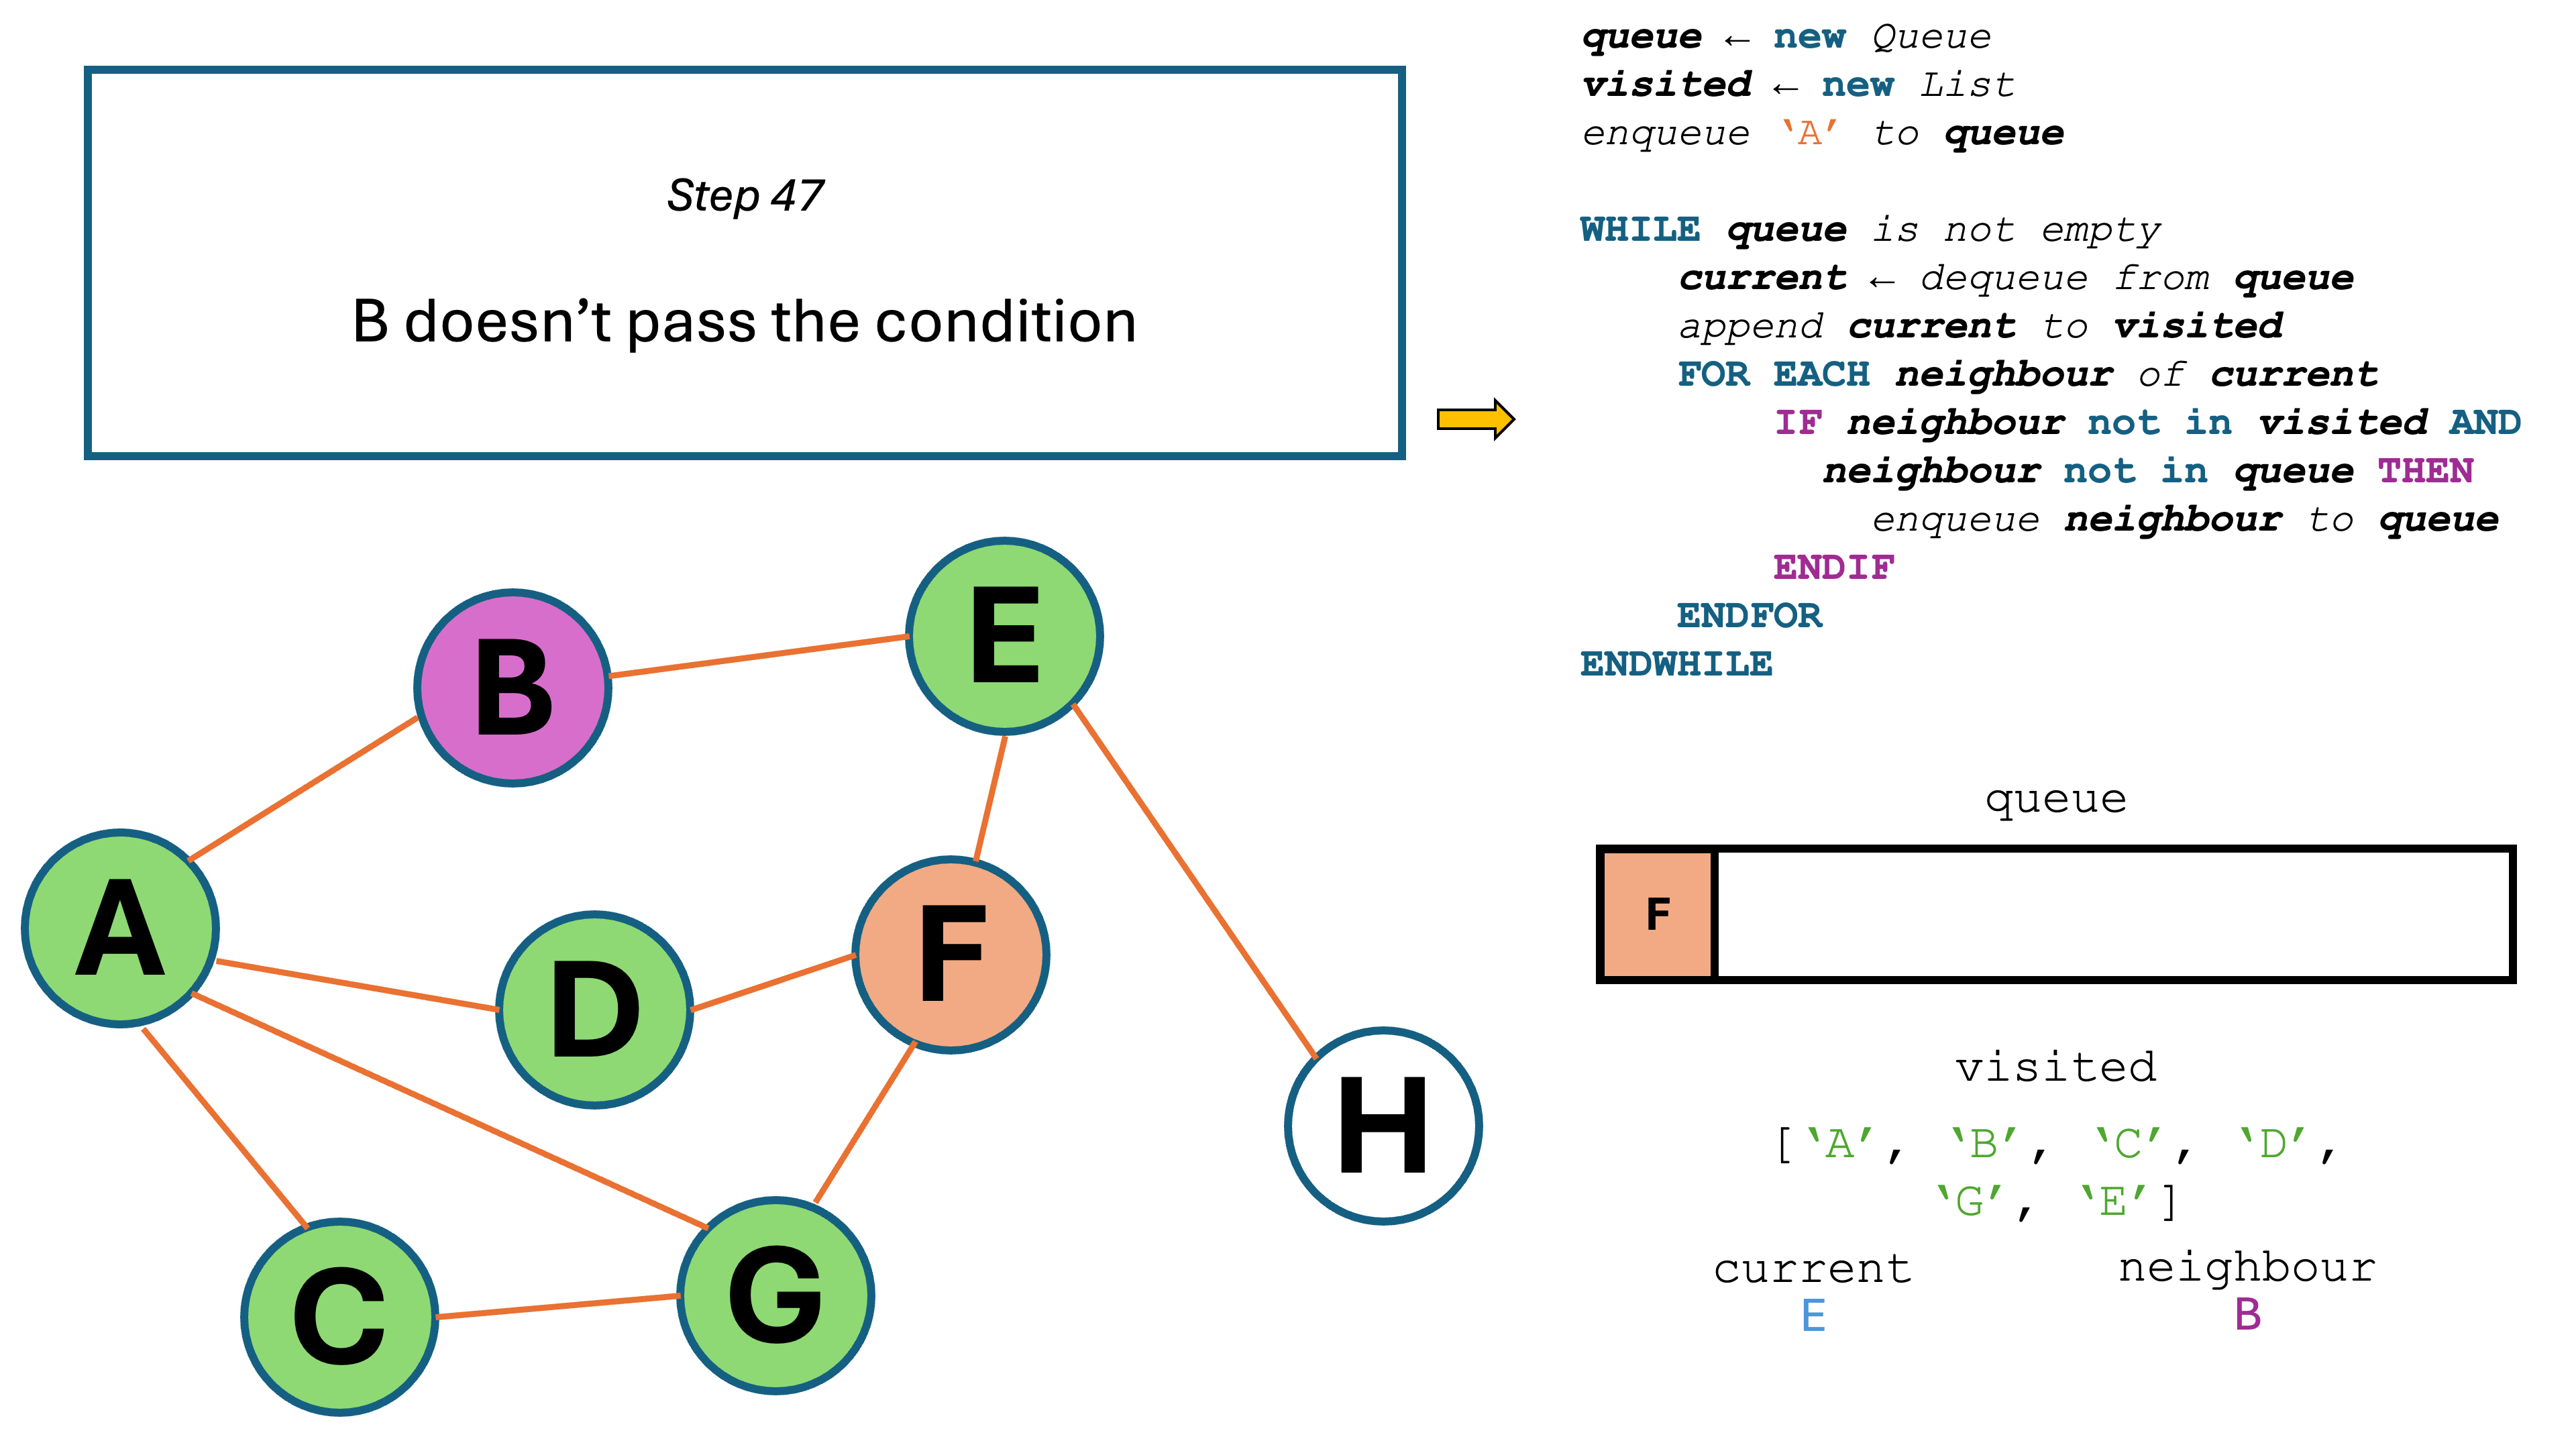 Step 47
B doesn’t pass the condition
queue ← new Queue
visited ← new List
enqueue ‘A’ to queue
WHILE queue is not empty
current ← dequeue from queue
append current to visited
FOR EACH neighbour of current
IF neighbour not in visited AND
neighbour not in queue THEN
enqueue neighbour to queue
ENDIF
ENDFOR
ENDWHILE
E
B
A
F
D
H
C
G
queue
F
visited
[‘A’, ‘B’, ‘C’, ‘D’,
‘G’, ‘E’]
current neighbour
E B